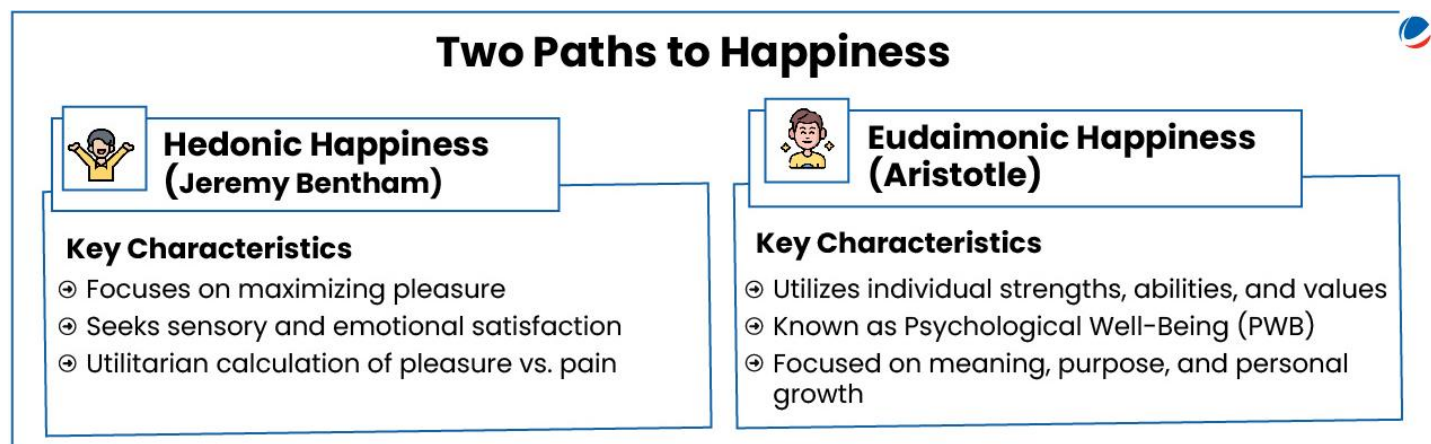 Two Paths to Happiness
Hedonic Happiness
(Jeremy Bentham)
Key Characteristics
Focuses on maximizing pleasure
Seeks sensory and emotional satisfaction
Utilitarian calculation of pleasure vs. pain
Eudaimonic Happiness
(Aristotle)
Key Characteristics
Utilizes individual strengths, abilities, and values
Known as Psychological Well-Being (PWB)
Focused on meaning, purpose, and personal
growth